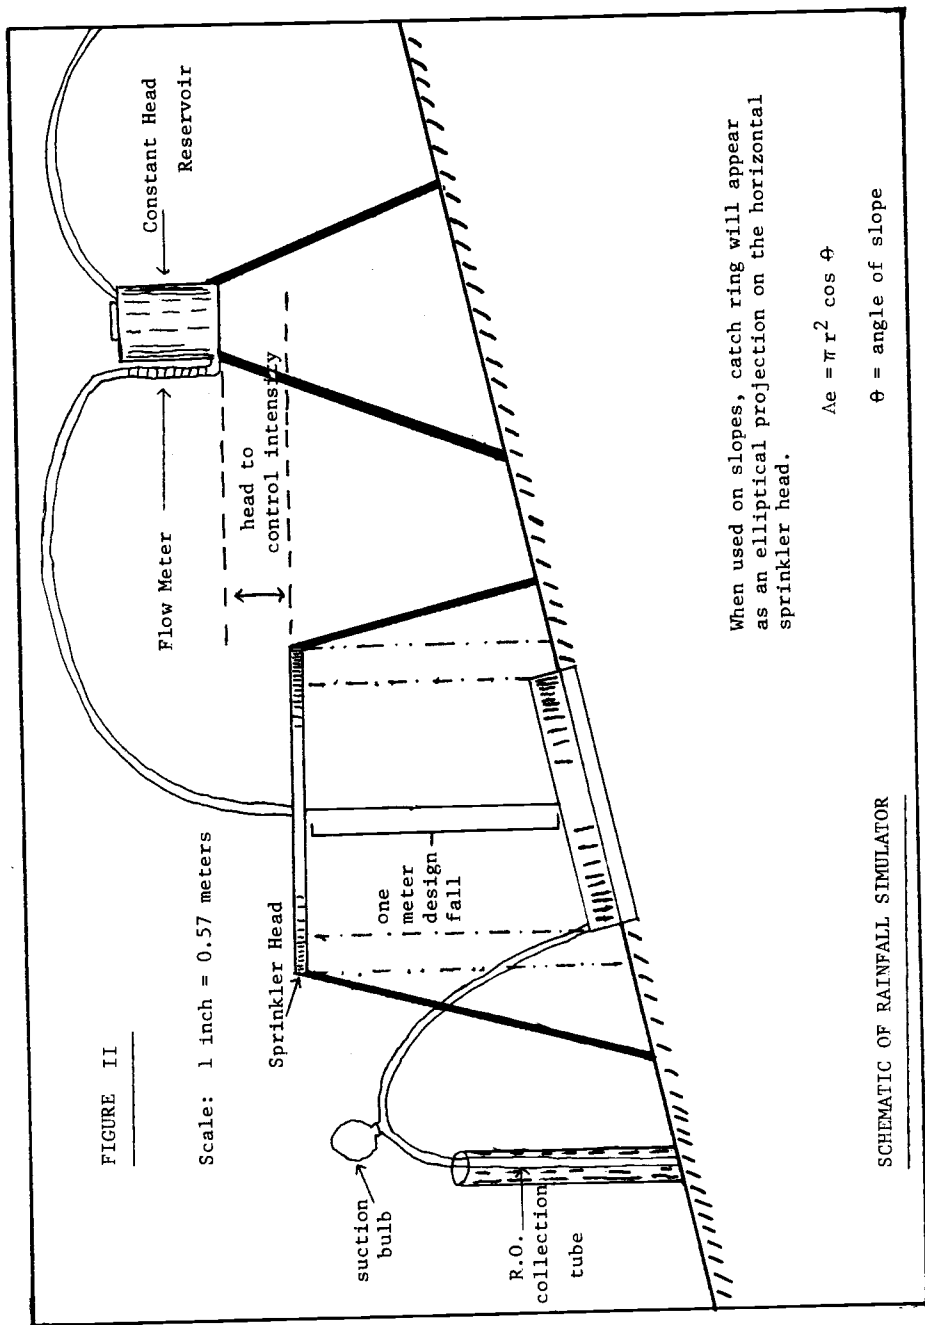 FIGURE II
Scale: 1 inch = 0.57 meters
Constant Head
Reservoir
Flow Meter
head to
control intensity
Sprinkler Head
one
meter
design
fall
suction
bulb
R.O.
collection
tube
When used on slopes, catch ring will appear
as an elliptical projection on the horizontal
sprinkler head.
Ae = π r² cos θ
θ = angle of slope
SCHEMATIC OF RAINFALL SIMULATOR